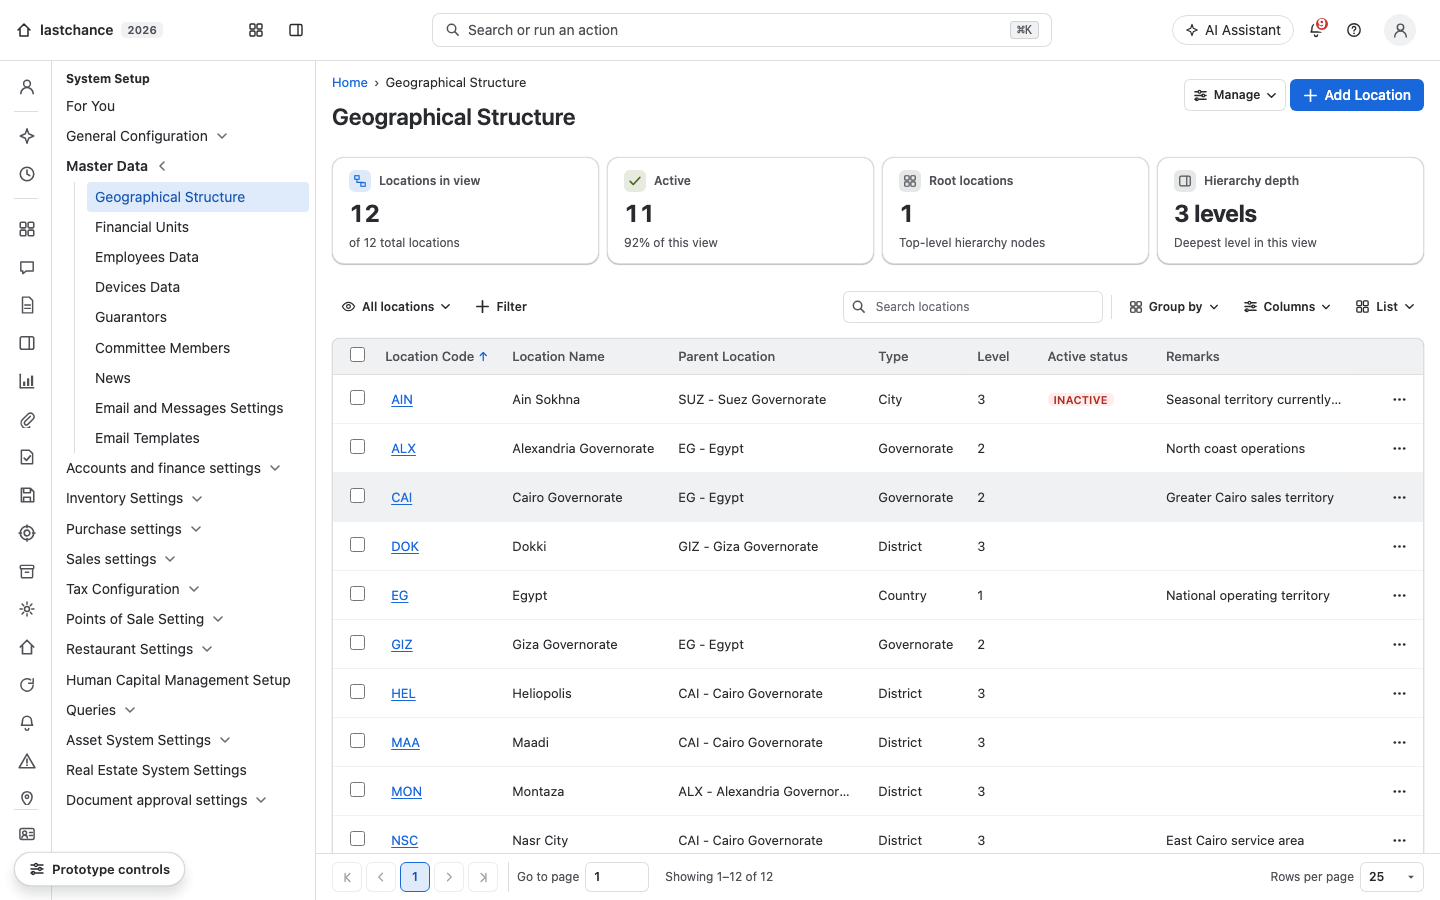 lastchance 2026
Search or run an action ⌘K
AI Assistant
9
System Setup
For You
General Configuration
Master Data
Geographical Structure
Financial Units
Employees Data
Devices Data
Guarantors
Committee Members
News
Email and Messages Settings
Email Templates
Accounts and finance settings
Inventory Settings
Purchase settings
Sales settings
Tax Configuration
Points of Sale Setting
Restaurant Settings
Human Capital Management Setup
Queries
Asset System Settings
Real Estate System Settings
Document approval settings
Prototype controls
Home › Geographical Structure
Geographical Structure
Manage
Add Location
Locations in view
12
of 12 total locations
Active
11
92% of this view
Root locations
1
Top-level hierarchy nodes
Hierarchy depth
3 levels
Deepest level in this view
All locations Filter Search locations Group by Columns List
Location Code Location Name Parent Location Type Level Active status Remarks
AIN Ain Sokhna SUZ - Suez Governorate City 3 INACTIVE Seasonal territory currently...
ALX Alexandria Governorate EG - Egypt Governorate 2 North coast operations
CAI Cairo Governorate EG - Egypt Governorate 2 Greater Cairo sales territory
DOK Dokki GIZ - Giza Governorate District 3
EG Egypt Country 1 National operating territory
GIZ Giza Governorate EG - Egypt Governorate 2
HEL Heliopolis CAI - Cairo Governorate District 3
MAA Maadi CAI - Cairo Governorate District 3
MON Montaza ALX - Alexandria Governor... District 3
NSC Nasr City CAI - Cairo Governorate District 3 East Cairo service area
1 Go to page 1 Showing 1–12 of 12 Rows per page 25